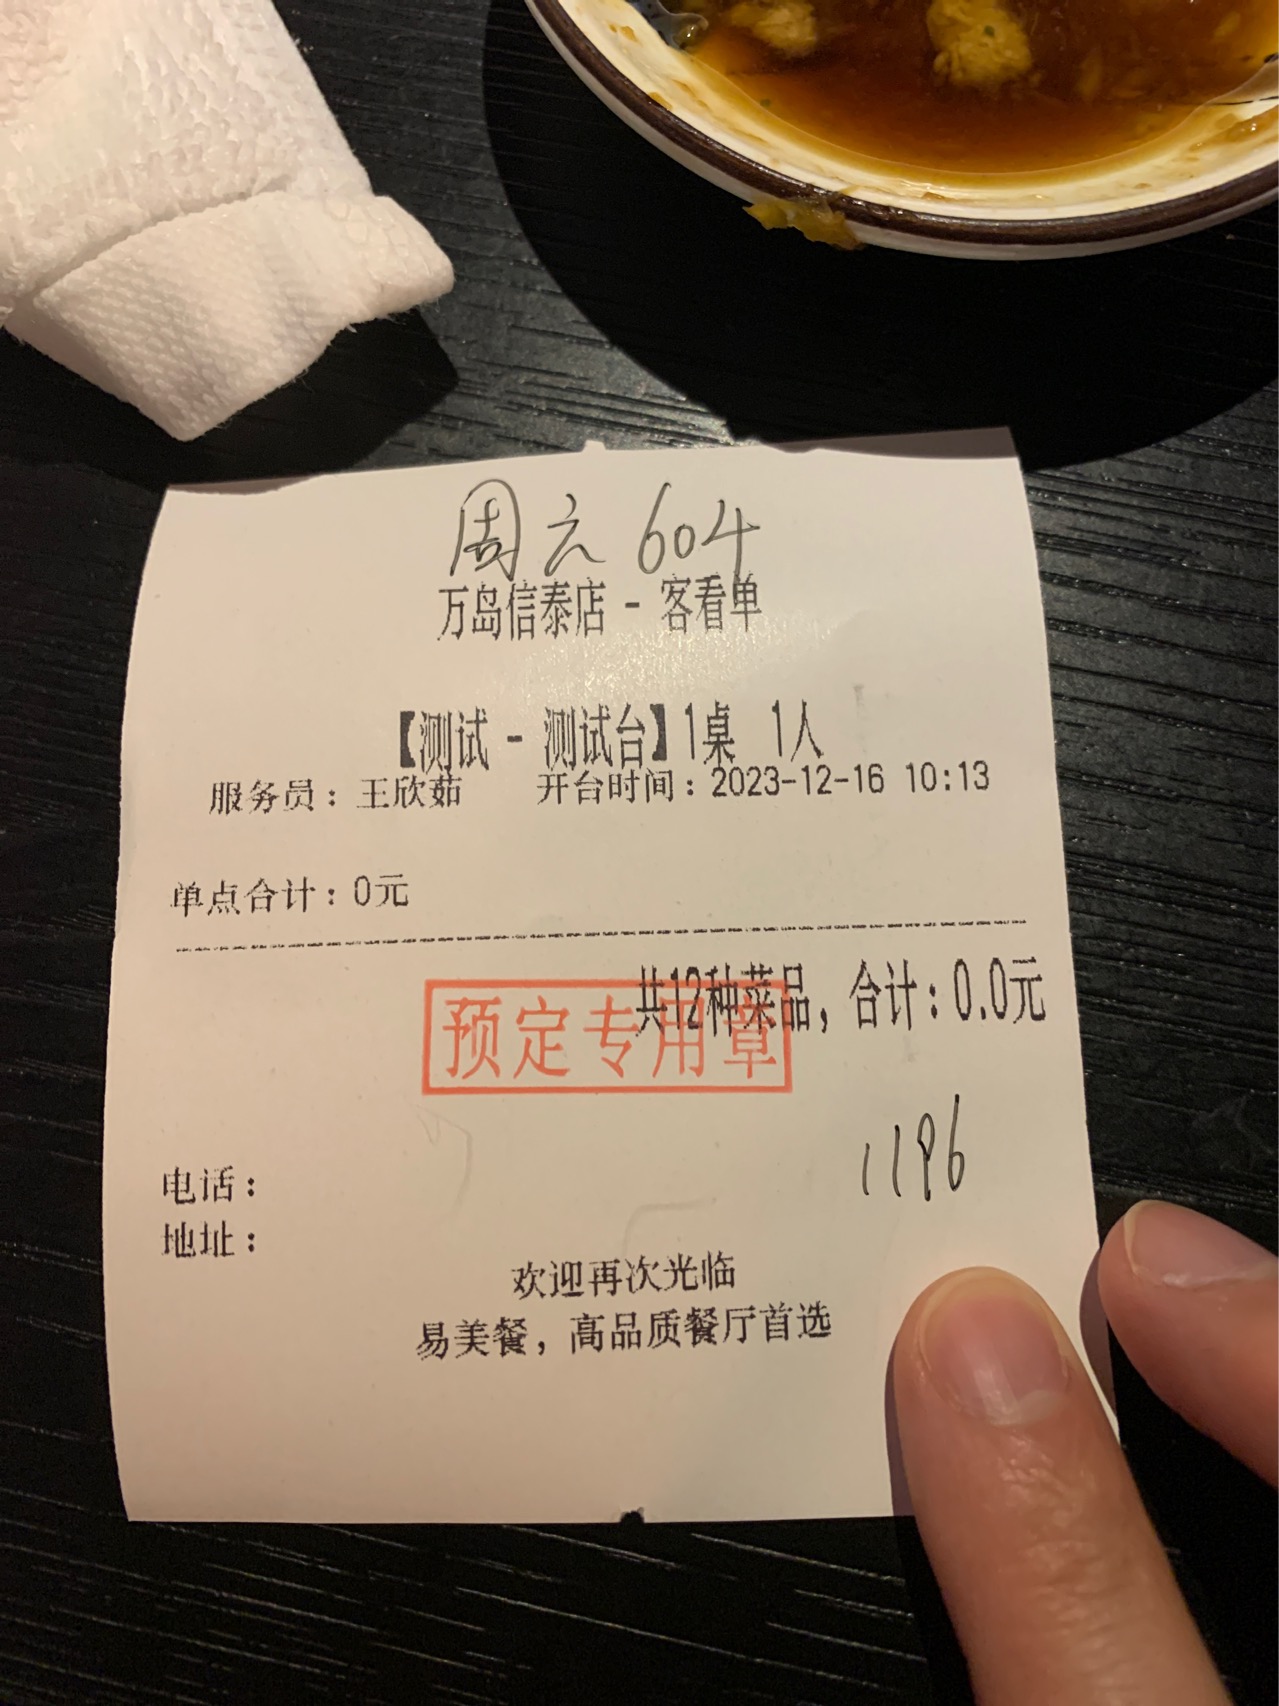 周六 604
万岛信泰店 - 客看单
【测试 - 测试台】1桌 1人
服务员：王欣茹 开台时间：2023-12-16 10:13
单点合计：0元
共12种菜品，合计：0.0元
预定专用章
1196
电话：
地址：
欢迎再次光临
易美餐，高品质餐厅首选